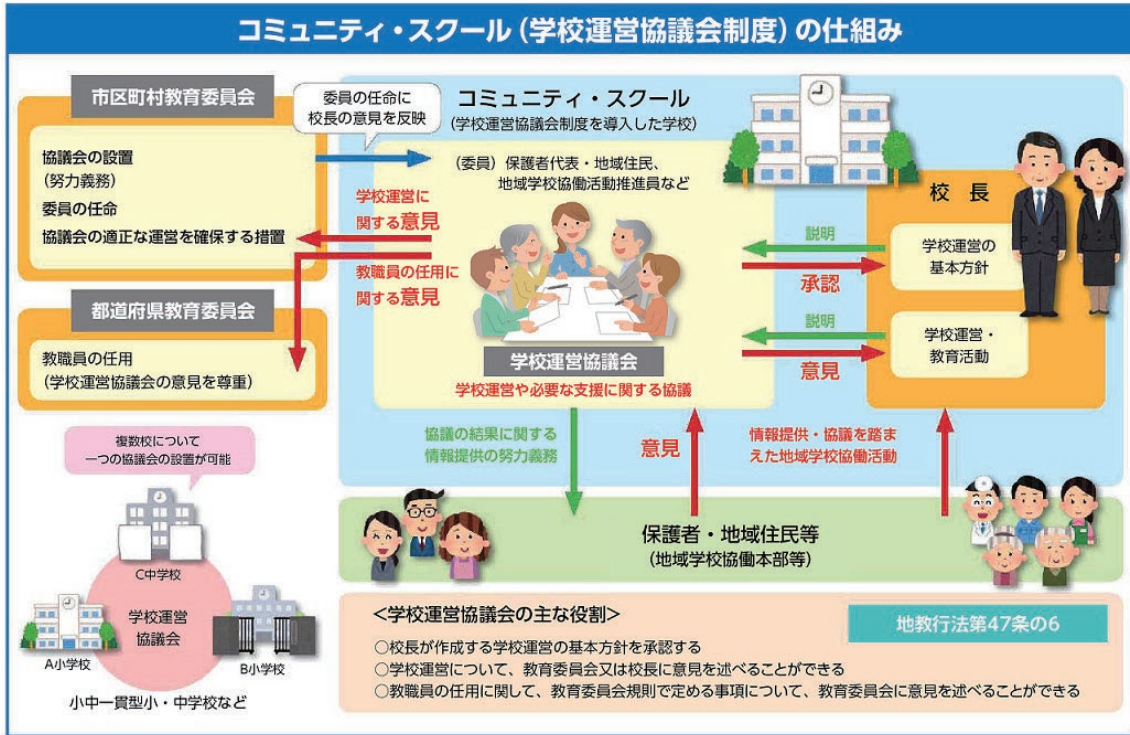 コミュニティ・スクール(学校運営協議会制度)の仕組み
市区町村教育委員会
協議会の設置
(努力義務)
委員の任命
協議会の適正な運営を確保する措置
都道府県教育委員会
教職員の任用
(学校運営協議会の意見を尊重)
委員の任命に
校長の意見を反映
学校運営に
関する意見
教職員の任用に
関する意見
コミュニティ・スクール
(学校運営協議会制度を導入した学校)
(委員)保護者代表・地域住民、
地域学校協働活動推進員など
学校運営協議会
学校運営や必要な支援に関する協議
校長
説明
承認
学校運営の
基本方針
説明
意見
学校運営・
教育活動
協議の結果に関する
情報提供の努力義務
意見
情報提供・協議を踏ま
えた地域学校協働活動
保護者・地域住民等
(地域学校協働本部等)
複数校について
一つの協議会の設置が可能
C中学校
学校運営
協議会
A小学校
B小学校
小中一貫型小・中学校など
<学校運営協議会の主な役割>
地教行法第47条の6
○校長が作成する学校運営の基本方針を承認する
○学校運営について、教育委員会又は校長に意見を述べることができる
○教職員の任用に関して、教育委員会規則で定める事項について、教育委員会に意見を述べることができる